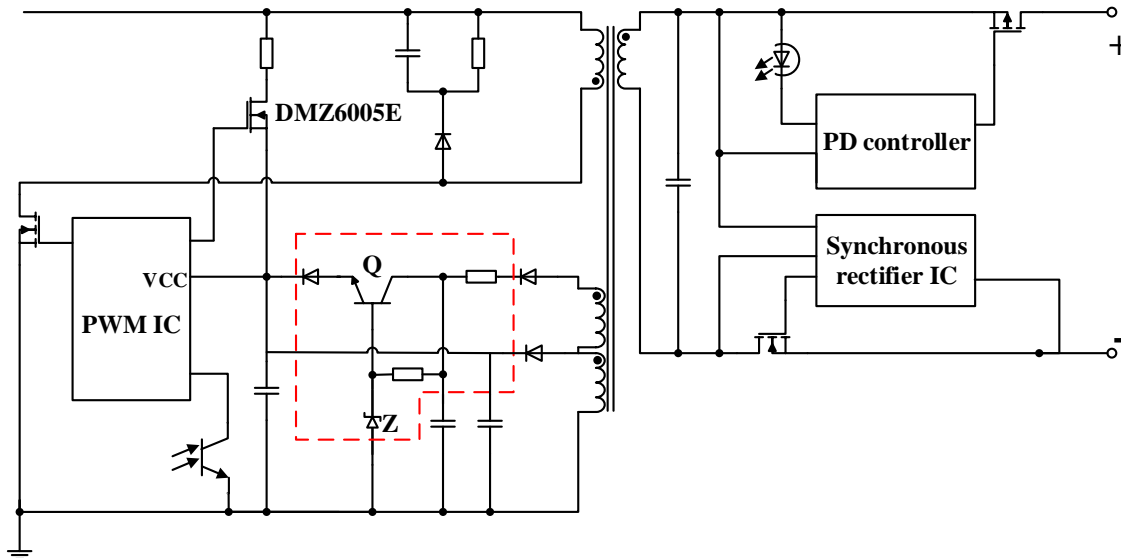 DMZ6005E
+
PD controller
Synchronous
rectifier IC
Q
VCC
PWM IC
-
Z